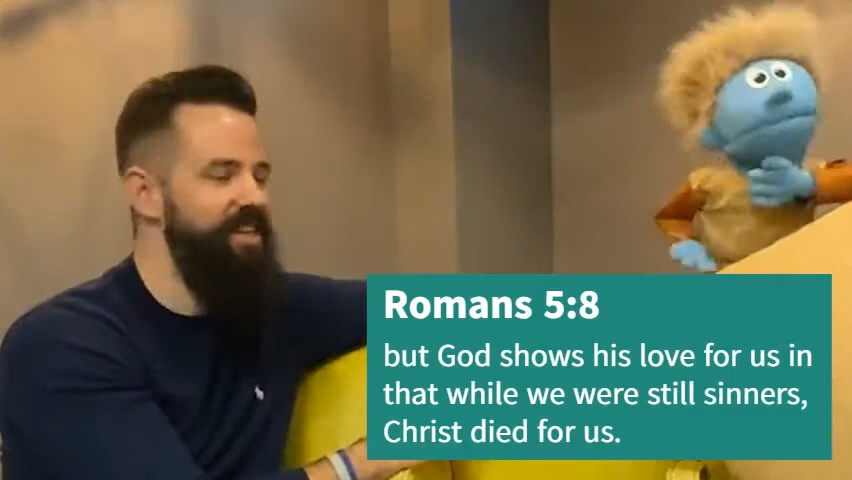 Romans 5:8
but God shows his love for us in
that while we were still sinners,
Christ died for us.